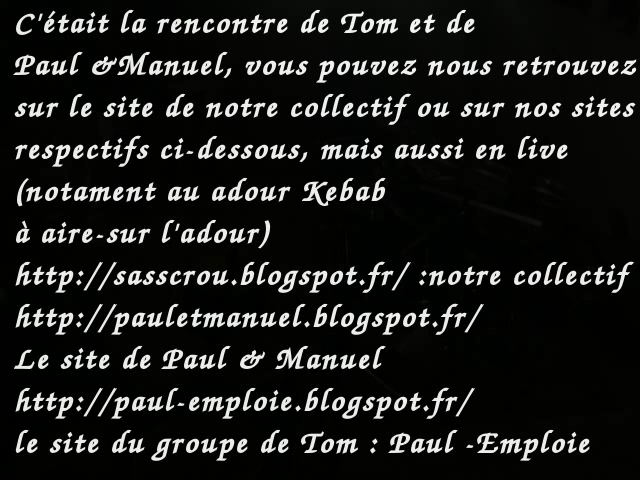 C'était la rencontre de Tom et de
Paul &Manuel, vous pouvez nous retrouvez
sur le site de notre collectif ou sur nos sites
respectifs ci-dessous, mais aussi en live
(notament au adour Kebab
à aire-sur l'adour)
http://sasscrou.blogspot.fr/ :notre collectif
http://pauletmanuel.blogspot.fr/
Le site de Paul & Manuel
http://paul-emploie.blogspot.fr/
le site du groupe de Tom : Paul -Emploie